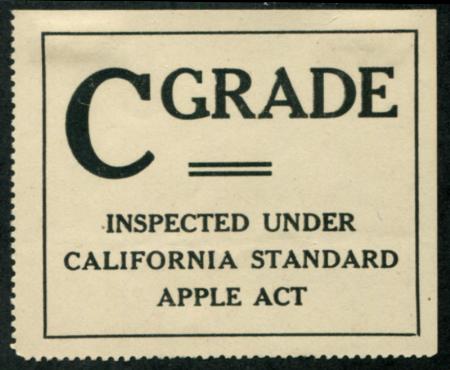 C GRADE
INSPECTED UNDER
CALIFORNIA STANDARD
APPLE ACT